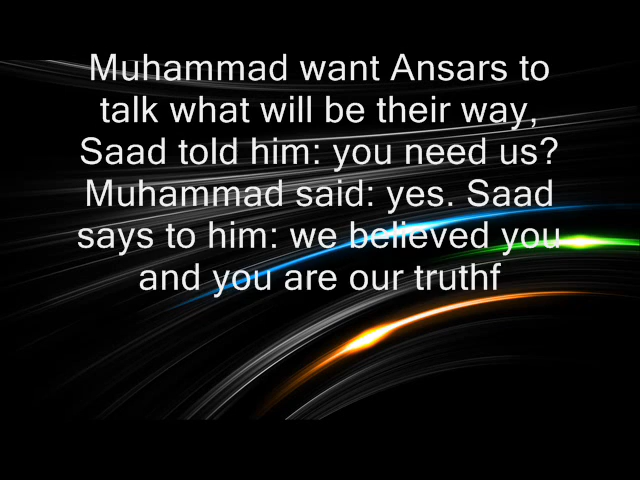 Muhammad want Ansars to
talk what will be their way,
Saad told him: you need us?
Muhammad said: yes. Saad
says to him: we believed you
and you are our truthf